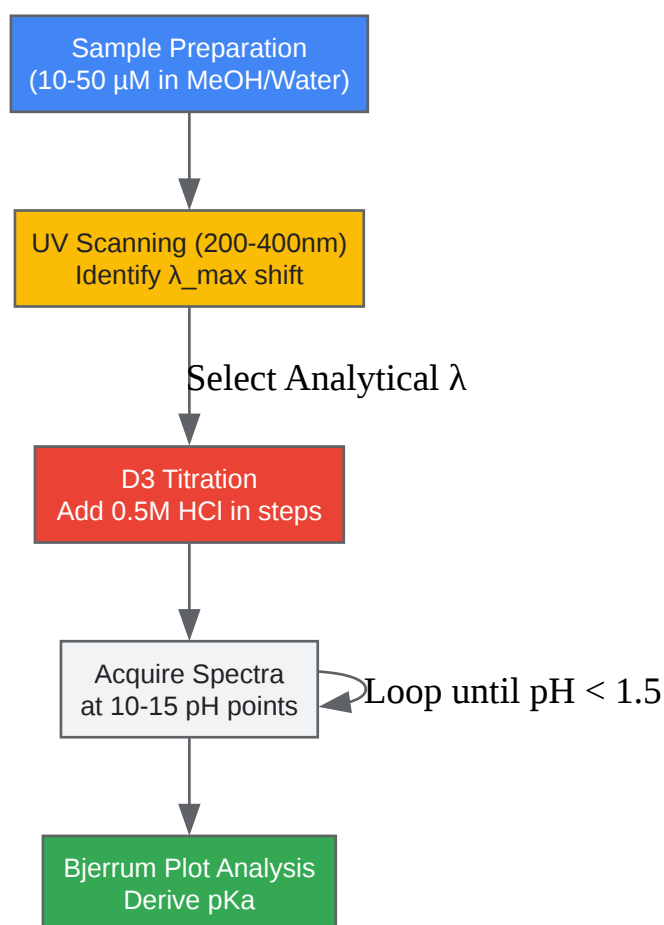 Sample Preparation
(10-50 µM in MeOH/Water)
UV Scanning (200-400nm)
Identify λ_max shift
Select Analytical λ
D3 Titration
Add 0.5M HCl in steps
Acquire Spectra
at 10-15 pH points
Loop until pH < 1.5
Bjerrum Plot Analysis
Derive pKa